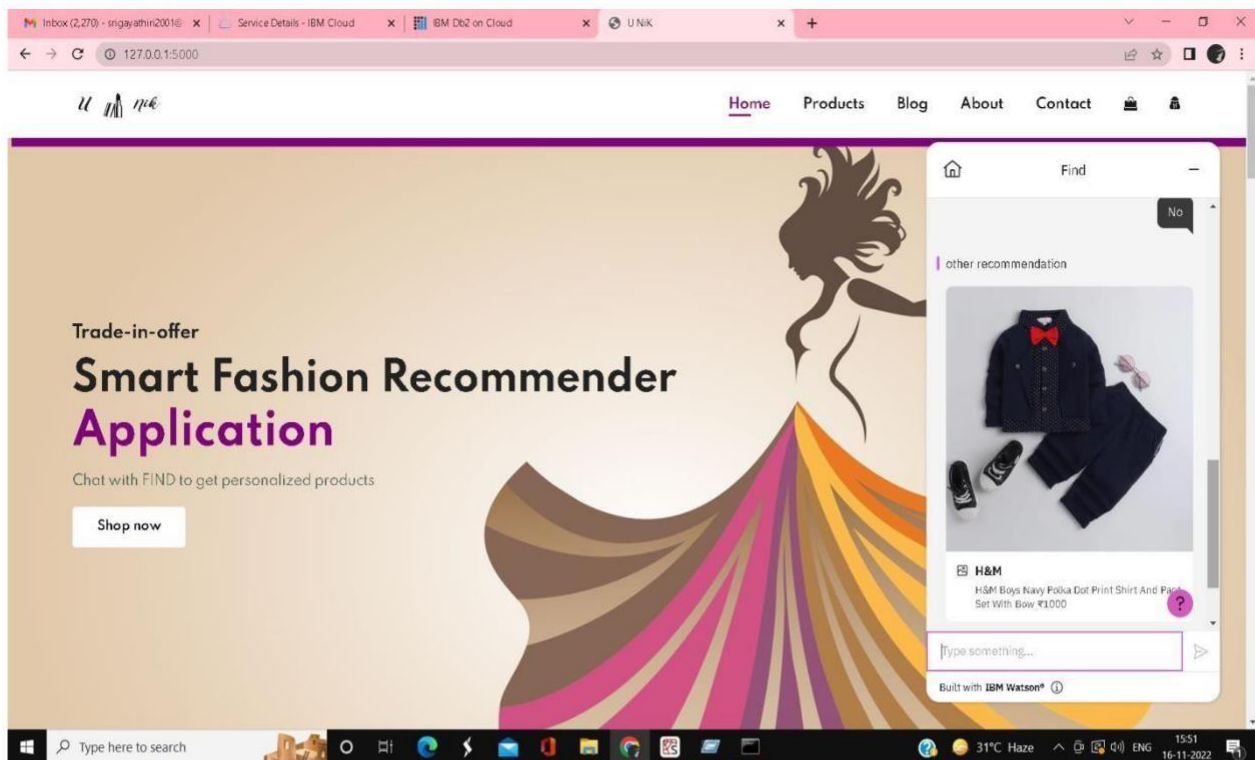 Inbox (2,270) - srigayathiri2001@
Service Details - IBM Cloud
IBM Db2 on Cloud
U NiK
127.0.0.1:5000
U nik
Home
Products
Blog
About
Contact
Trade-in-offer
Smart Fashion Recommender
Application
Chat with FIND to get personalized products
Shop now
Find
No
other recommendation
H&M
H&M Boys Navy Polka Dot Print Shirt And Pant
Set With Bow ₹1000
?
Type something...
Built with IBM Watson®
Type here to search
31°C Haze
ENG
15:51
16-11-2022
1